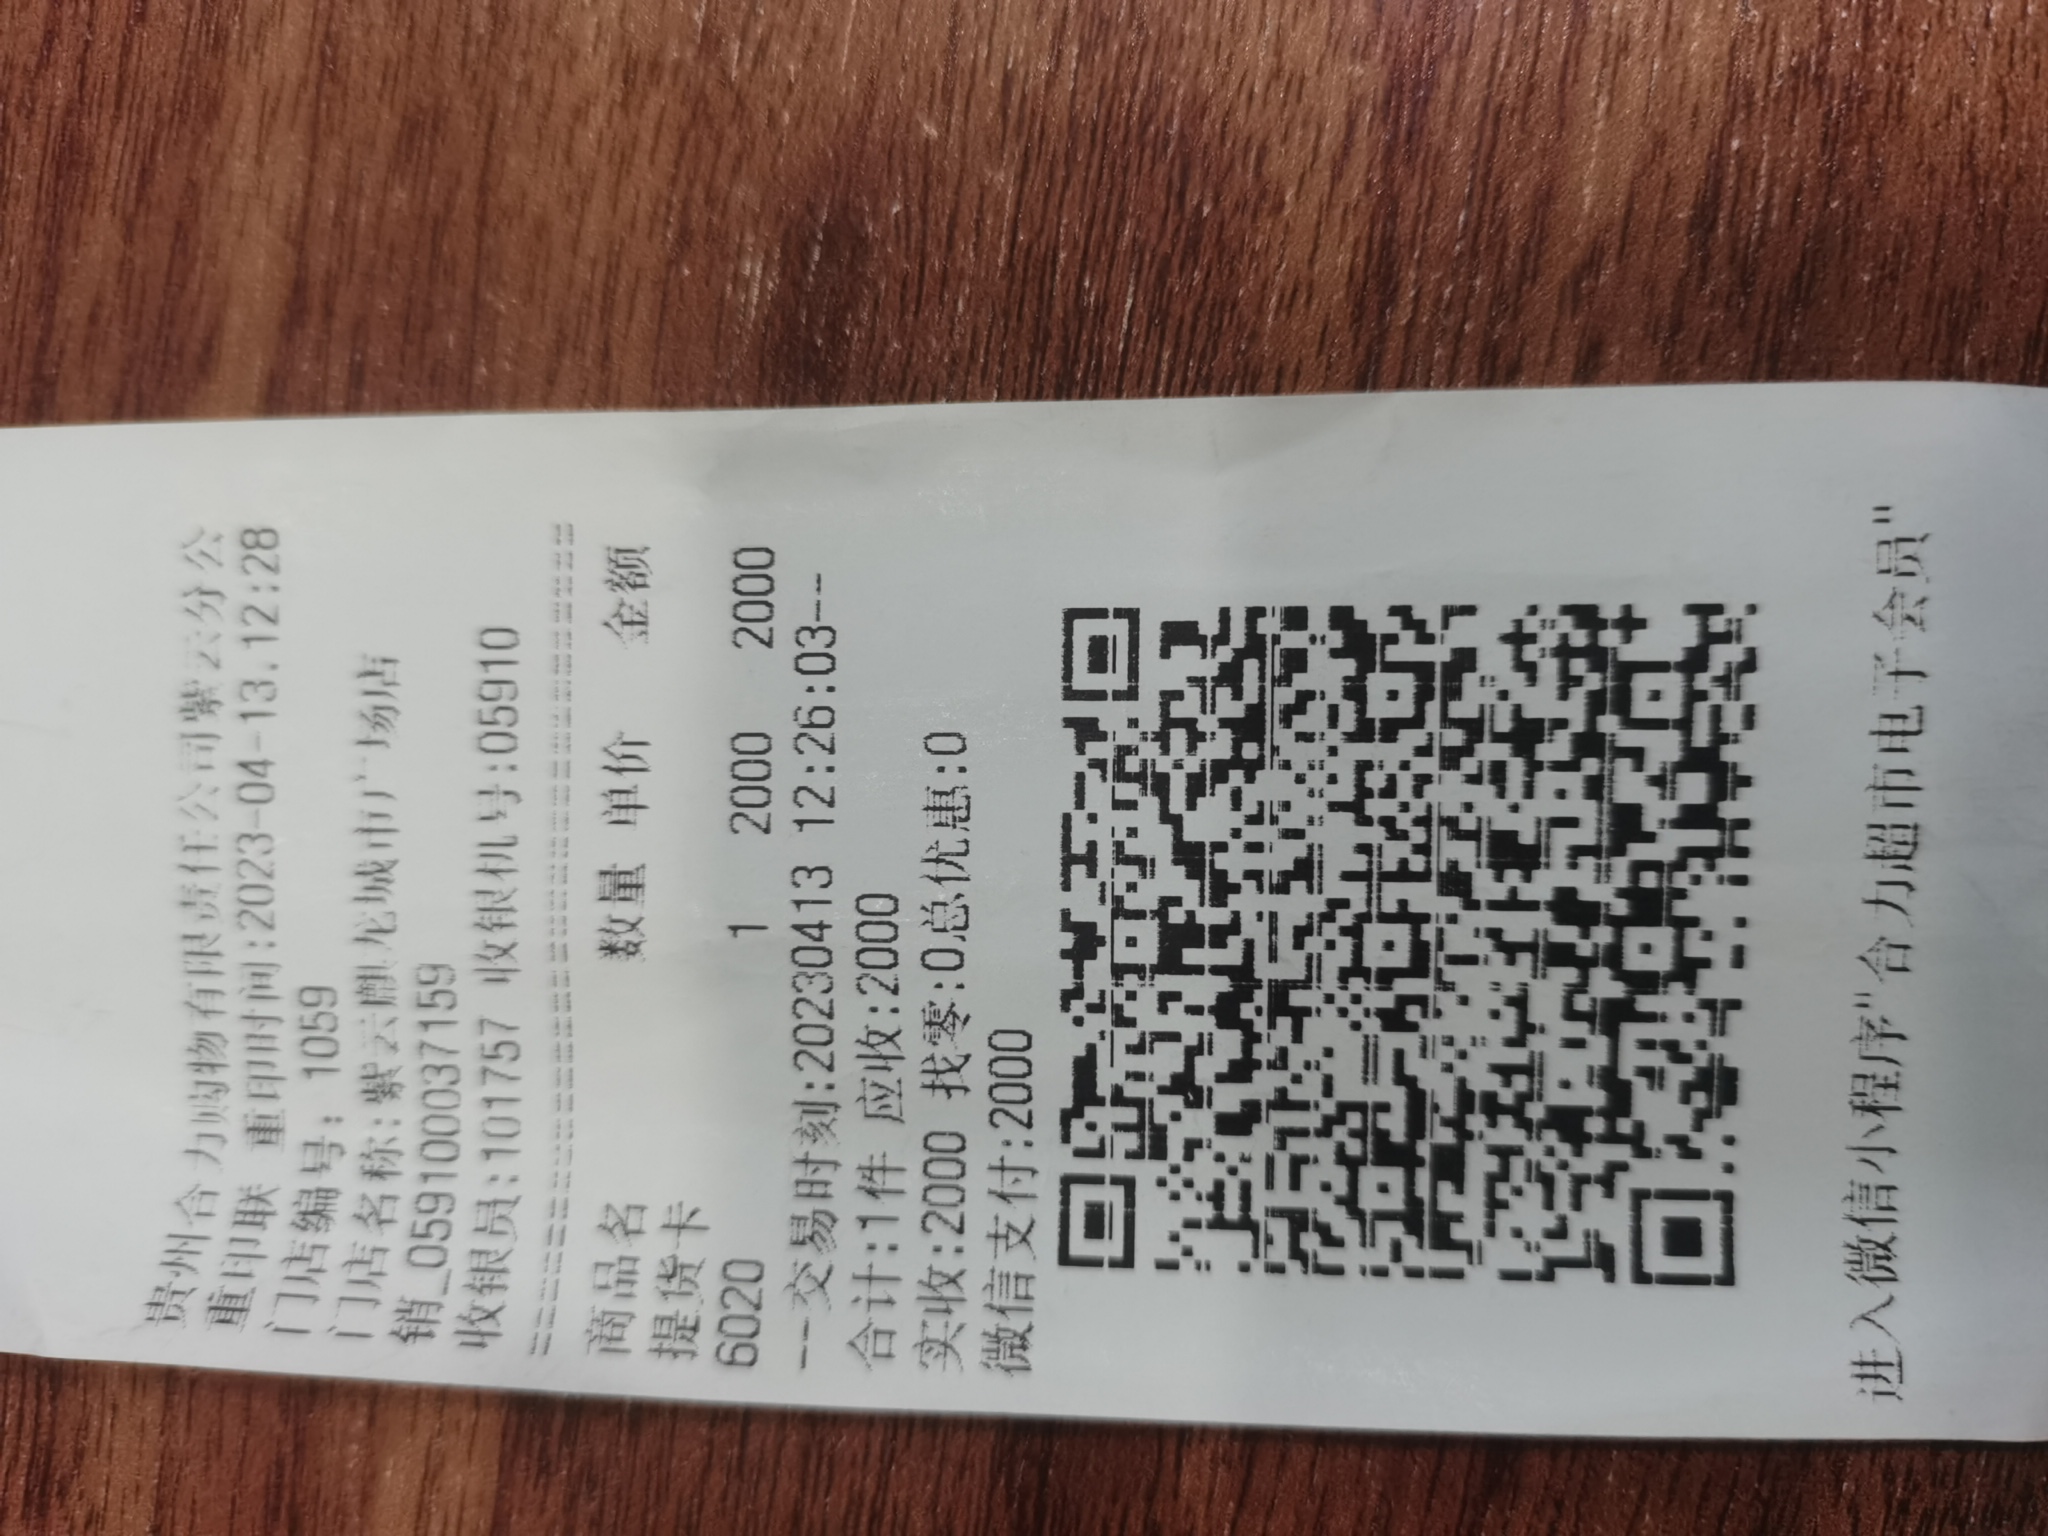 贵州合力购物有限责任公司紫云分公
重印联 重印时间:2023-04-13.12:28
门店编号: 1059
门店名称:紫云麒龙城市广场店
销_059100037159
收银员:101757 收银机号:05910
商品名 数量 单价 金额
提货卡
6020 1 2000 2000
--交易时刻:20230413 12:26:03---
合计:1件 应收:2000
实收:2000 找零:0总优惠:0
微信支付:2000
进入微信小程序"合力超市电子会员"